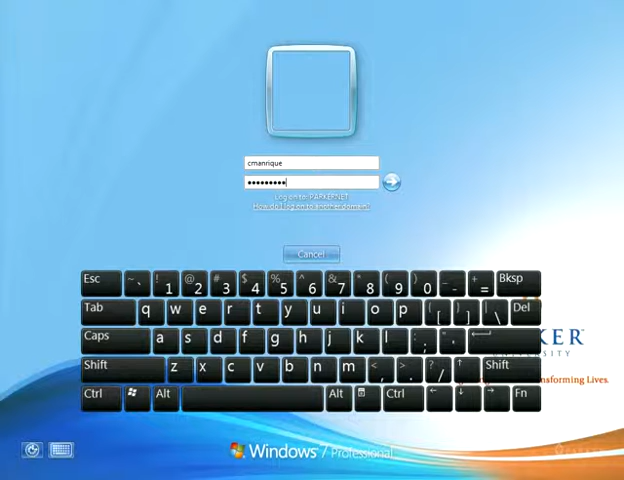 cmanrique
•••••••••
Log on to: PARKERNET
How do I log on to another domain?
Cancel
Esc ~ ` ! 1 @ 2 # 3 $ 4 % 5 ^ 6 & 7 * 8 ( 9 ) 0 _ - + = Bksp
Tab q w e r t y u i o p { [ } ] | \ Del
Caps a s d f g h j k l : ; " '
KER
UNIVERSITY
Shift z x c v b n m < , > . ? / ↑ Shift
ansforming Lives.
Ctrl Alt Alt Ctrl ← ↓ → Fn
Windows 7 Professional